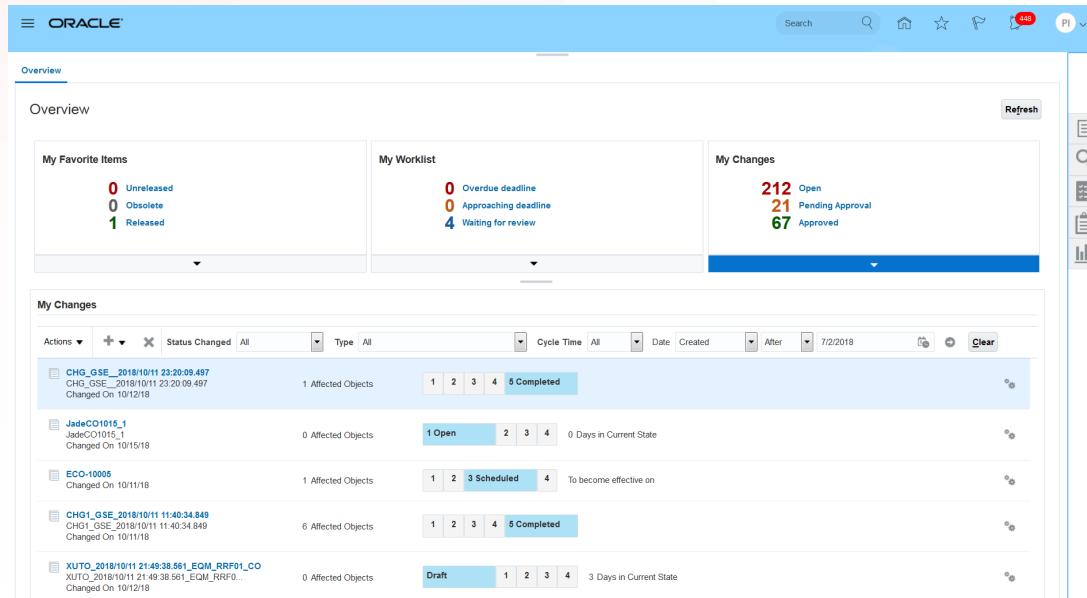 ORACLE
Search
448
PI
Overview
Overview
Refresh
My Favorite Items
0 Unreleased
0 Obsolete
1 Released
My Worklist
0 Overdue deadline
0 Approaching deadline
4 Waiting for review
My Changes
212 Open
21 Pending Approval
67 Approved
My Changes
Actions Status Changed All Type All Cycle Time All Date Created After 7/2/2018 Clear
CHG_GSE__2018/10/11 23:20:09.497
CHG_GSE__2018/10/11 23:20:09.497
Changed On 10/12/18
1 Affected Objects
1 2 3 4 5 Completed
JadeCO1015_1
JadeCO1015_1
Changed On 10/15/18
0 Affected Objects
1 Open 2 3 4 0 Days in Current State
ECO-10005
Changed On 10/11/18
1 Affected Objects
1 2 3 Scheduled 4 To become effective on
CHG1_GSE_2018/10/11 11:40:34.849
CHG1_GSE_2018/10/11 11:40:34.849
Changed On 10/11/18
6 Affected Objects
1 2 3 4 5 Completed
XUTO_2018/10/11 21:49:38.561_EQM_RRF01_CO
XUTO_2018/10/11 21:49:38.561_EQM_RRF0...
Changed On 10/12/18
0 Affected Objects
Draft 1 2 3 4 3 Days in Current State